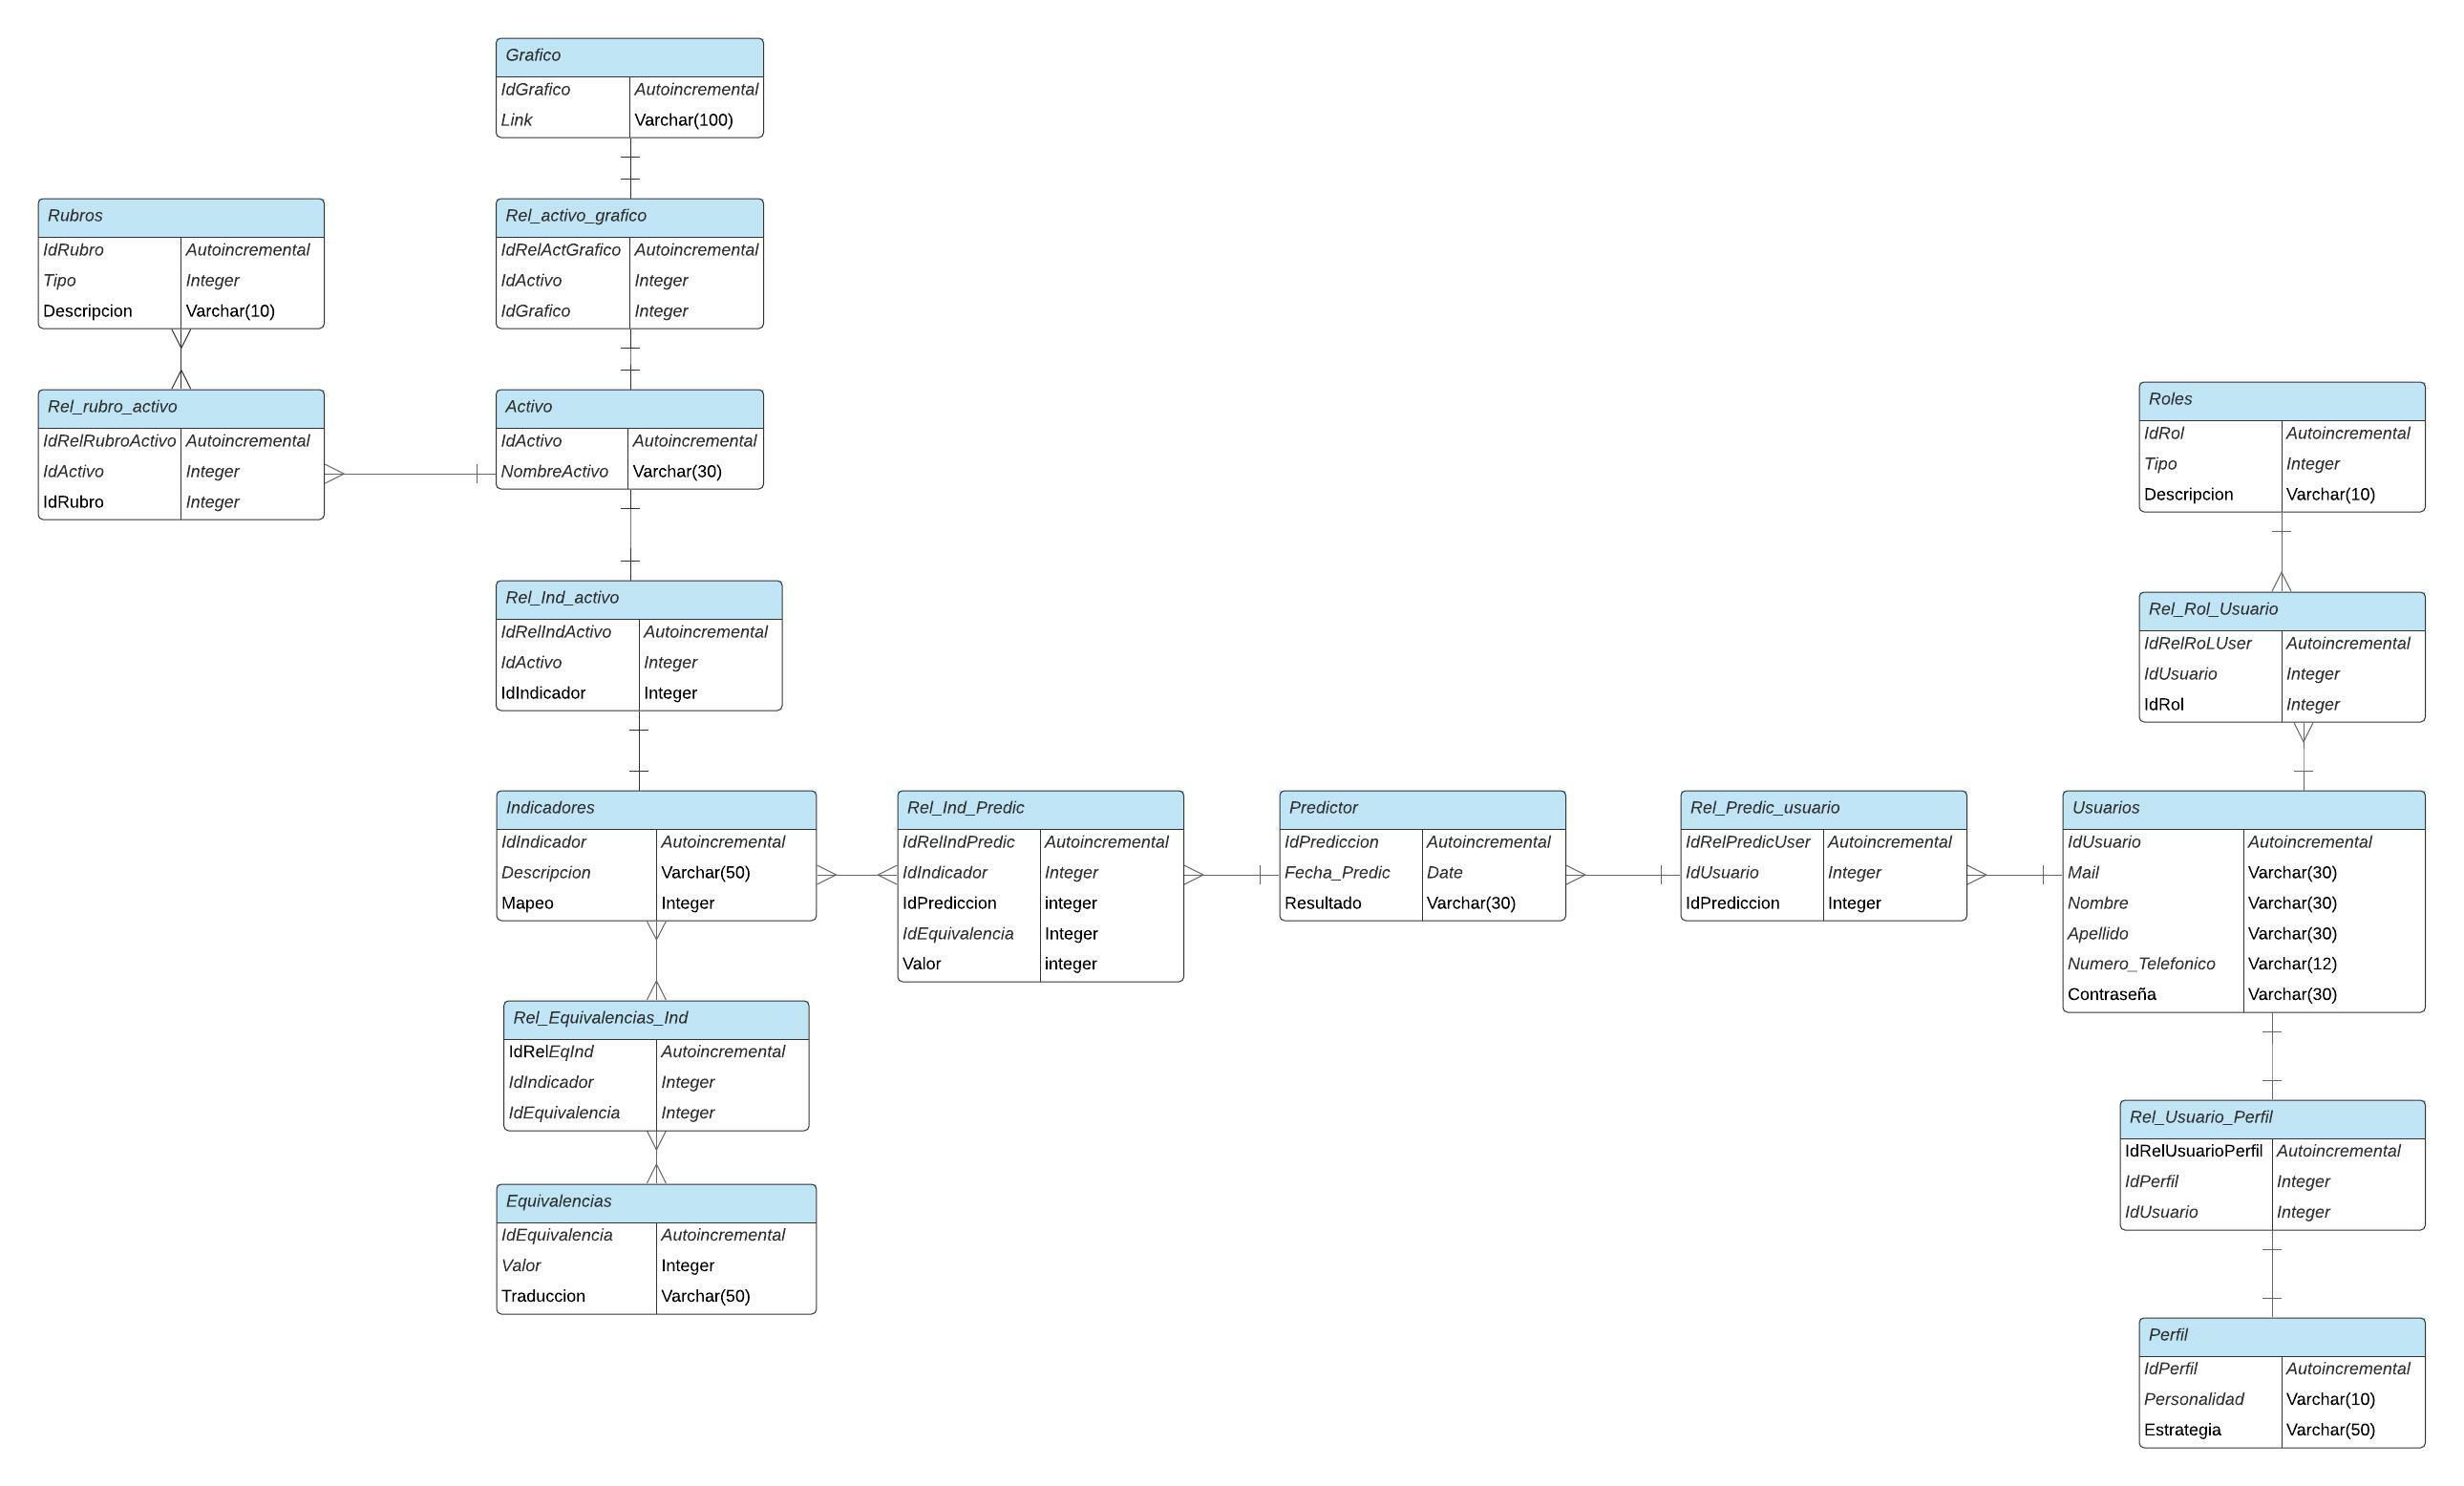 Grafico
IdGrafico Autoincremental
Link Varchar(100)
Rubros
IdRubro Autoincremental
Tipo Integer
Descripcion Varchar(10)
Rel_activo_grafico
IdRelActGrafico Autoincremental
IdActivo Integer
IdGrafico Integer
Rel_rubro_activo
IdRelRubroActivo Autoincremental
IdActivo Integer
IdRubro Integer
Activo
IdActivo Autoincremental
NombreActivo Varchar(30)
Roles
IdRol Autoincremental
Tipo Integer
Descripcion Varchar(10)
Rel_Ind_activo
IdRelIndActivo Autoincremental
IdActivo Integer
IdIndicador Integer
Rel_Rol_Usuario
IdRelRoLUser Autoincremental
IdUsuario Integer
IdRol Integer
Indicadores
IdIndicador Autoincremental
Descripcion Varchar(50)
Mapeo Integer
Rel_Ind_Predic
IdRelIndPredic Autoincremental
IdIndicador Integer
IdPrediccion integer
IdEquivalencia Integer
Valor integer
Predictor
IdPrediccion Autoincremental
Fecha_Predic Date
Resultado Varchar(30)
Rel_Predic_usuario
IdRelPredicUser Autoincremental
IdUsuario Integer
IdPrediccion Integer
Usuarios
IdUsuario Autoincremental
Mail Varchar(30)
Nombre Varchar(30)
Apellido Varchar(30)
Numero_Telefonico Varchar(12)
Contraseña Varchar(30)
Rel_Equivalencias_Ind
IdRelEqInd Autoincremental
IdIndicador Integer
IdEquivalencia Integer
Rel_Usuario_Perfil
IdRelUsuarioPerfil Autoincremental
IdPerfil Integer
IdUsuario Integer
Equivalencias
IdEquivalencia Autoincremental
Valor Integer
Traduccion Varchar(50)
Perfil
IdPerfil Autoincremental
Personalidad Varchar(10)
Estrategia Varchar(50)